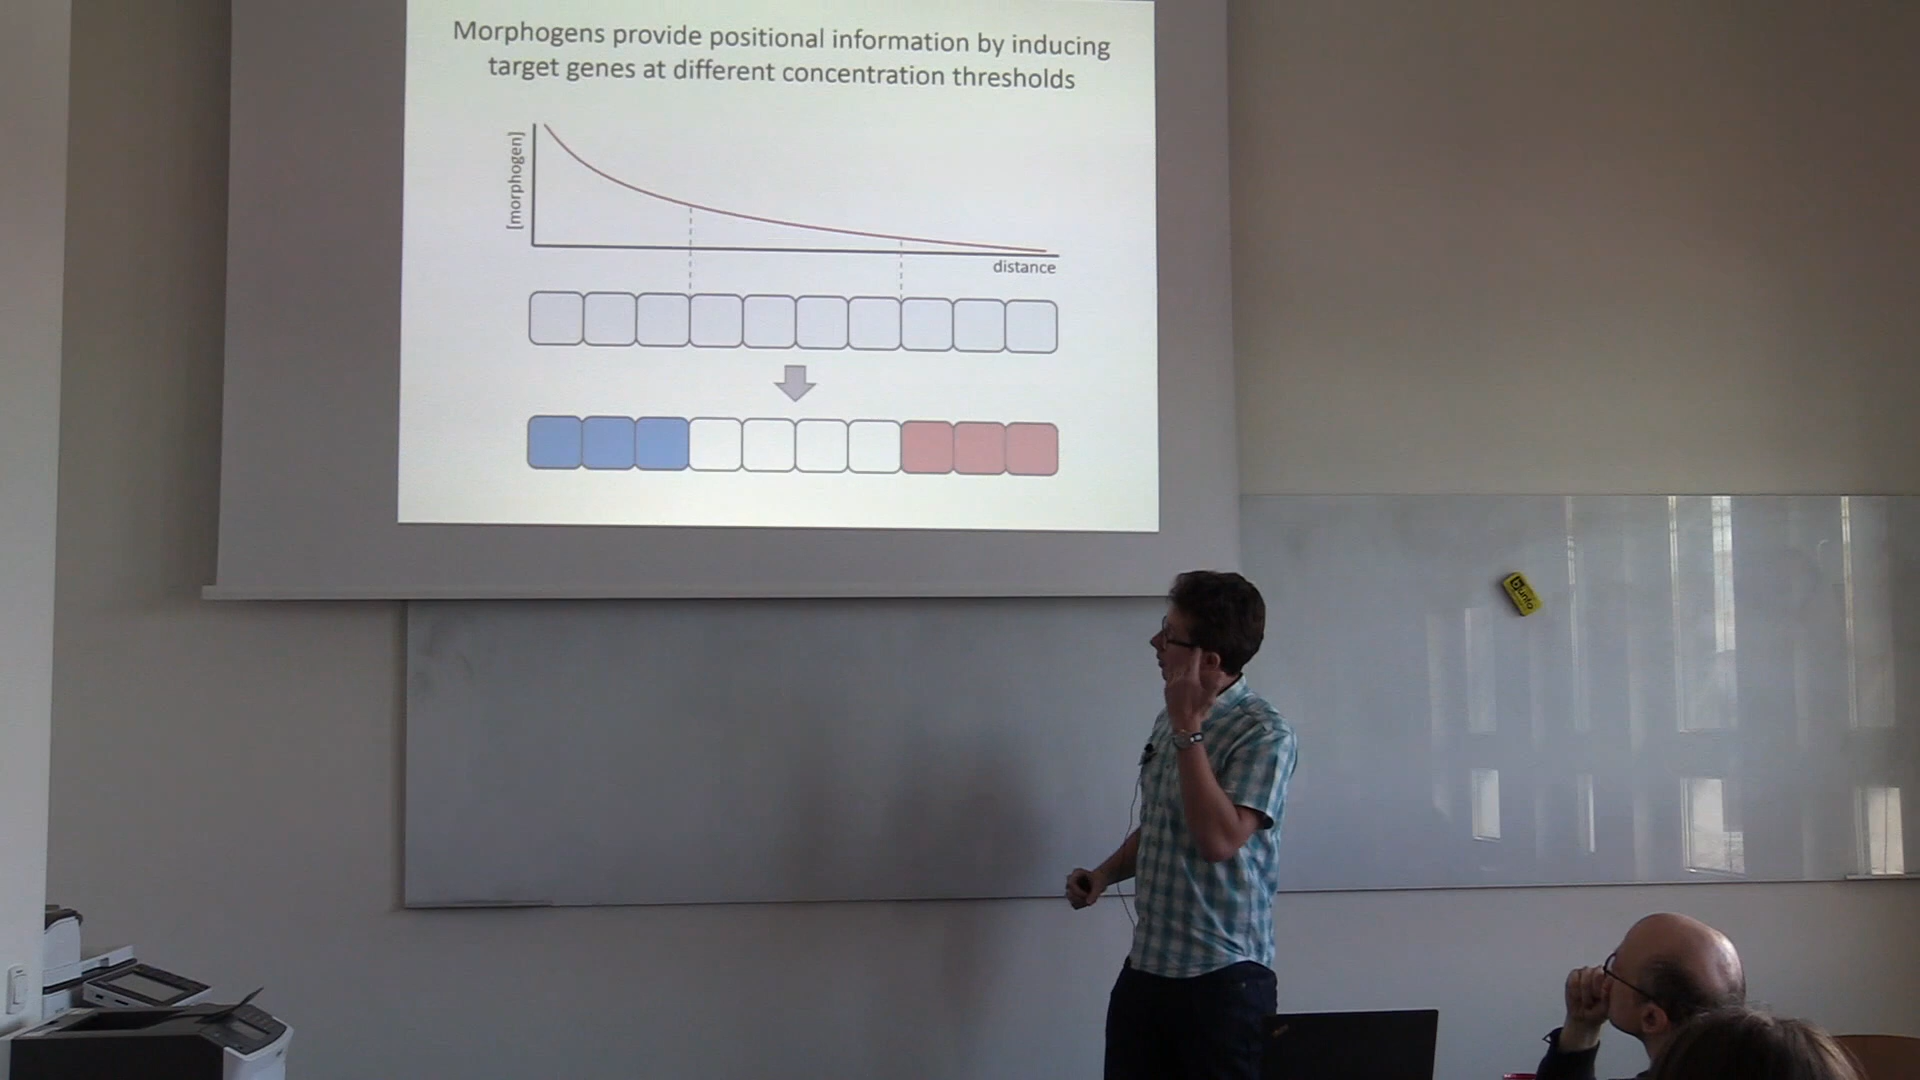 Morphogens provide positional information by inducing
target genes at different concentration thresholds
[morphogen]
distance